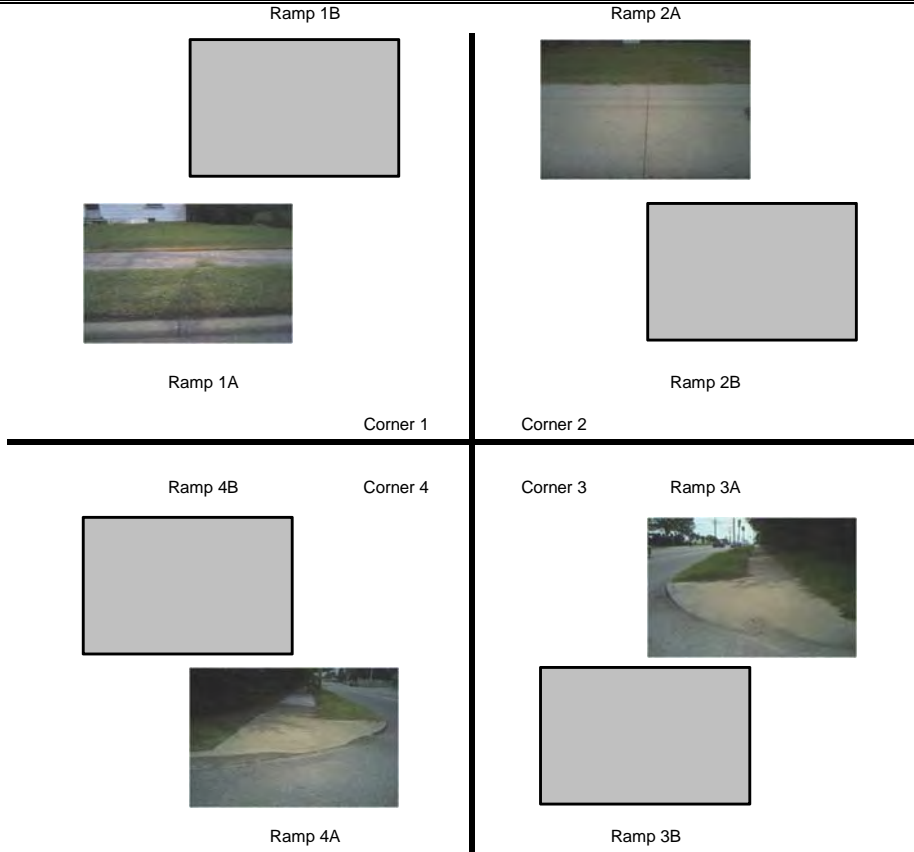 Ramp 1B
Ramp 2A
Ramp 1A
Ramp 2B
Corner 1
Corner 2
Ramp 4B
Corner 4
Corner 3
Ramp 3A
Ramp 4A
Ramp 3B